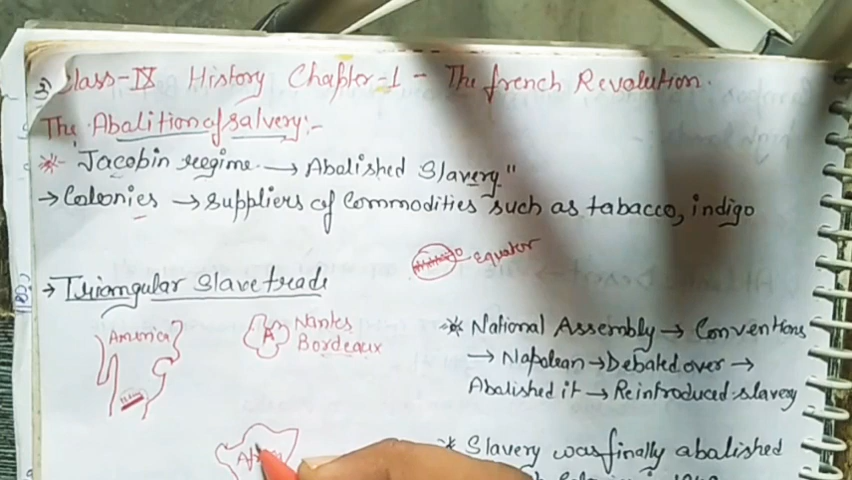 Class-IX History Chapter-1 - The french Revolution.
The Abalition of salvery:-
Jacobin regime → Abolished Slavery"
→ Colonies → suppliers of Commodities such as tabacco, indigo
equator
→ Triangular slave trade
America
A
Nantes
Bordeaux
* National Assembly → Conventions
→ Napolean → Debated over →
Abalished it → Reintroduced slavery
* Slavery was finally abalished